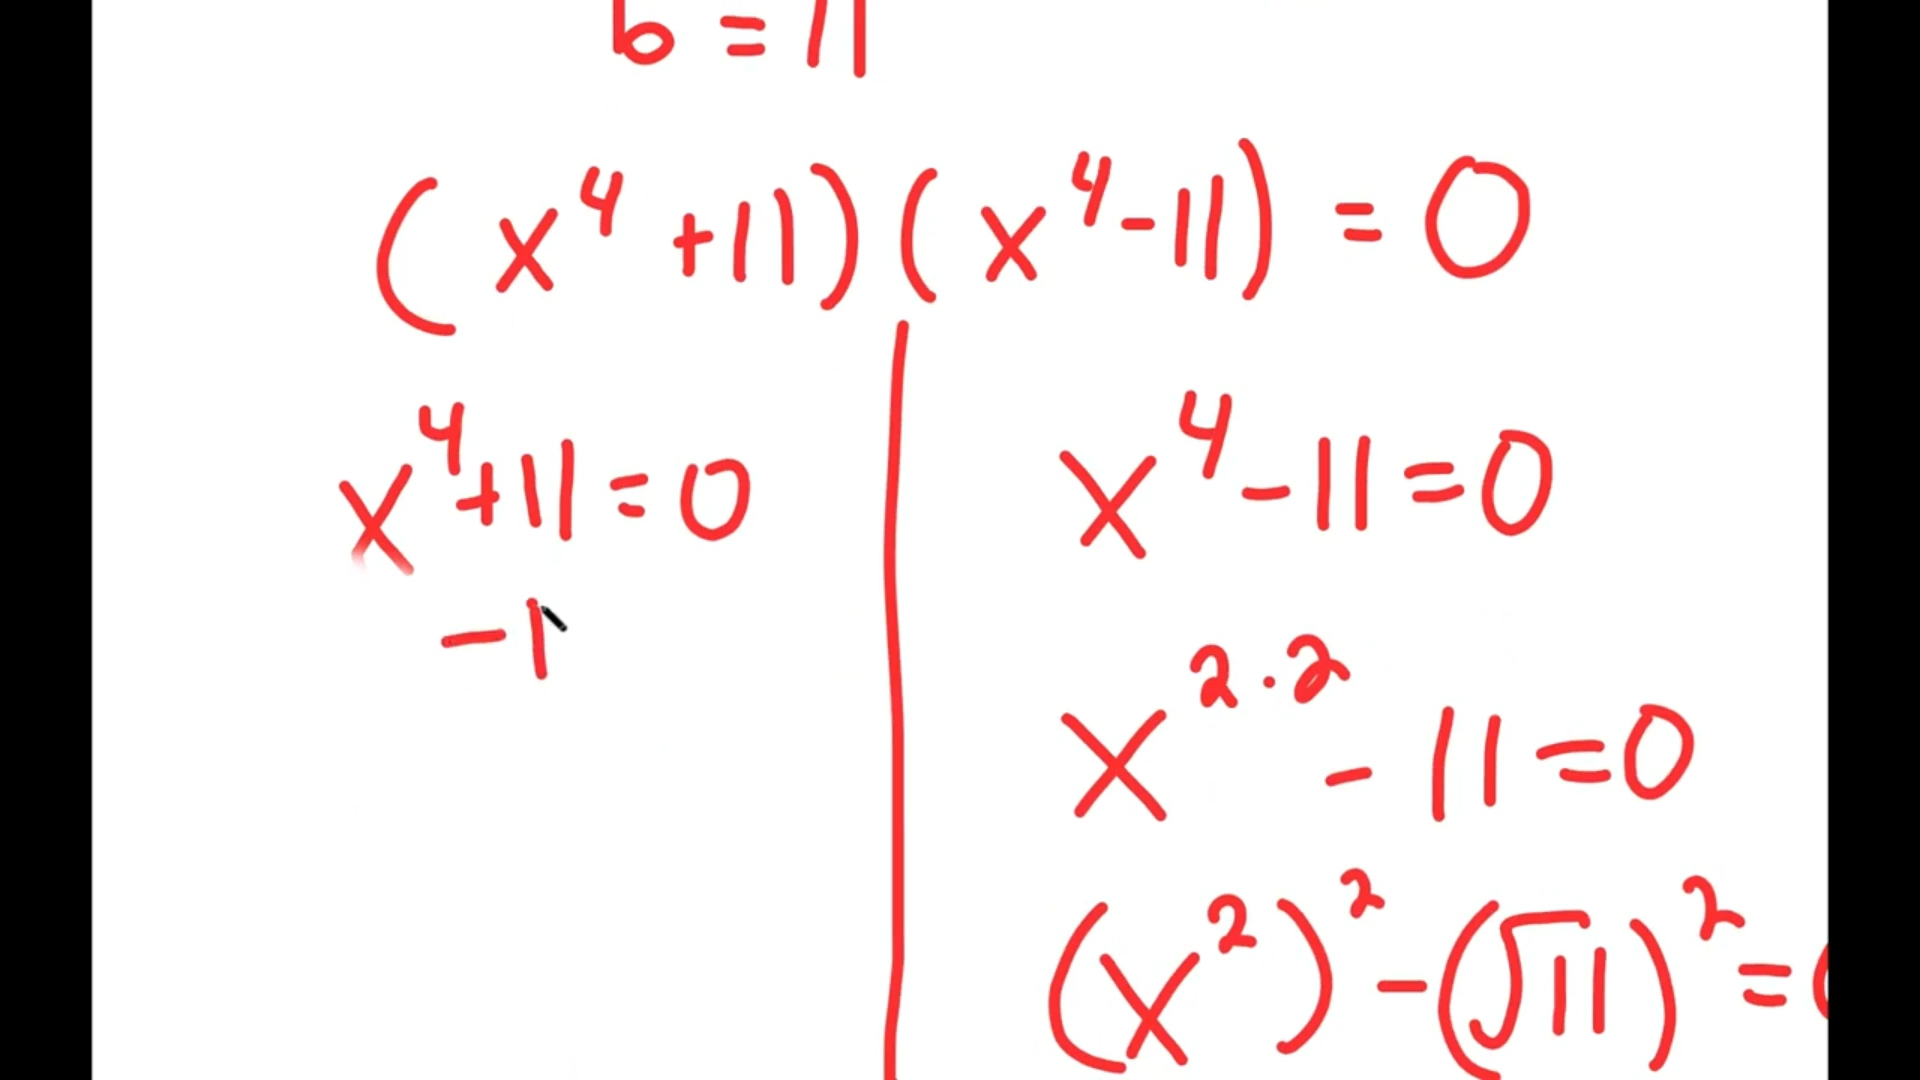 b = 11
(x⁴ + 11)(x⁴ - 11) = 0
x⁴ + 11 = 0
- 1
x⁴ - 11 = 0
x²·² - 11 = 0
(x²)² - (√11)² =